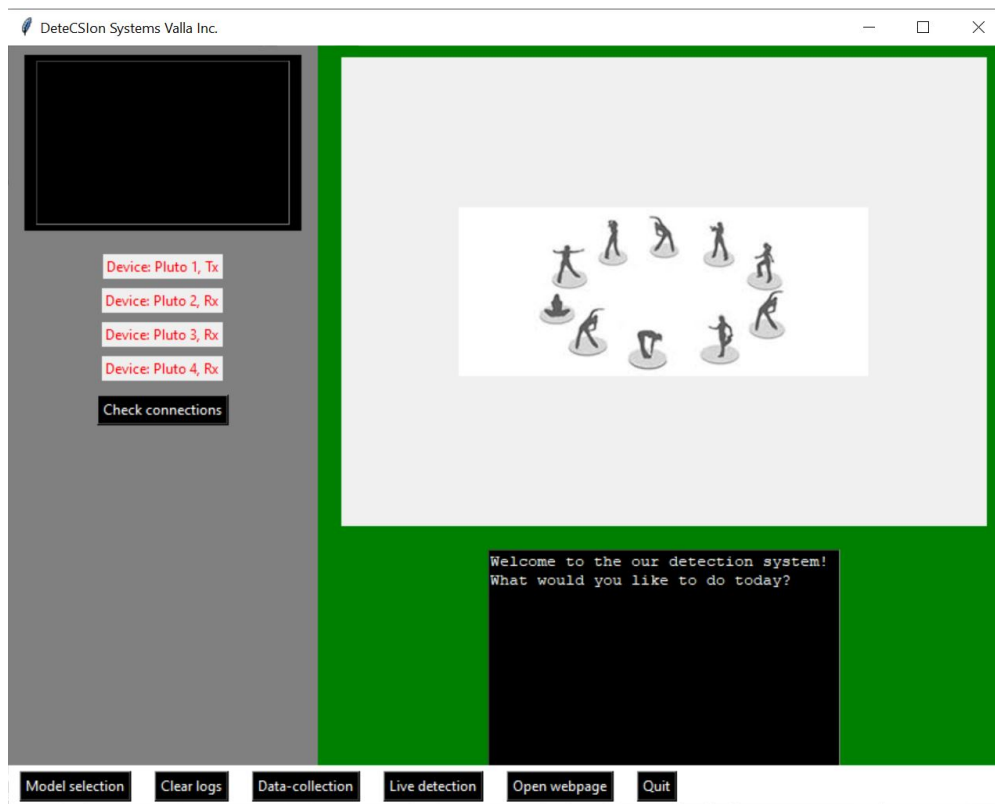 DeteCSIon Systems Valla Inc.
Device: Pluto 1, Tx
Device: Pluto 2, Rx
Device: Pluto 3, Rx
Device: Pluto 4, Rx
Check connections
Welcome to the our detection system!
What would you like to do today?
Model selection
Clear logs
Data-collection
Live detection
Open webpage
Quit